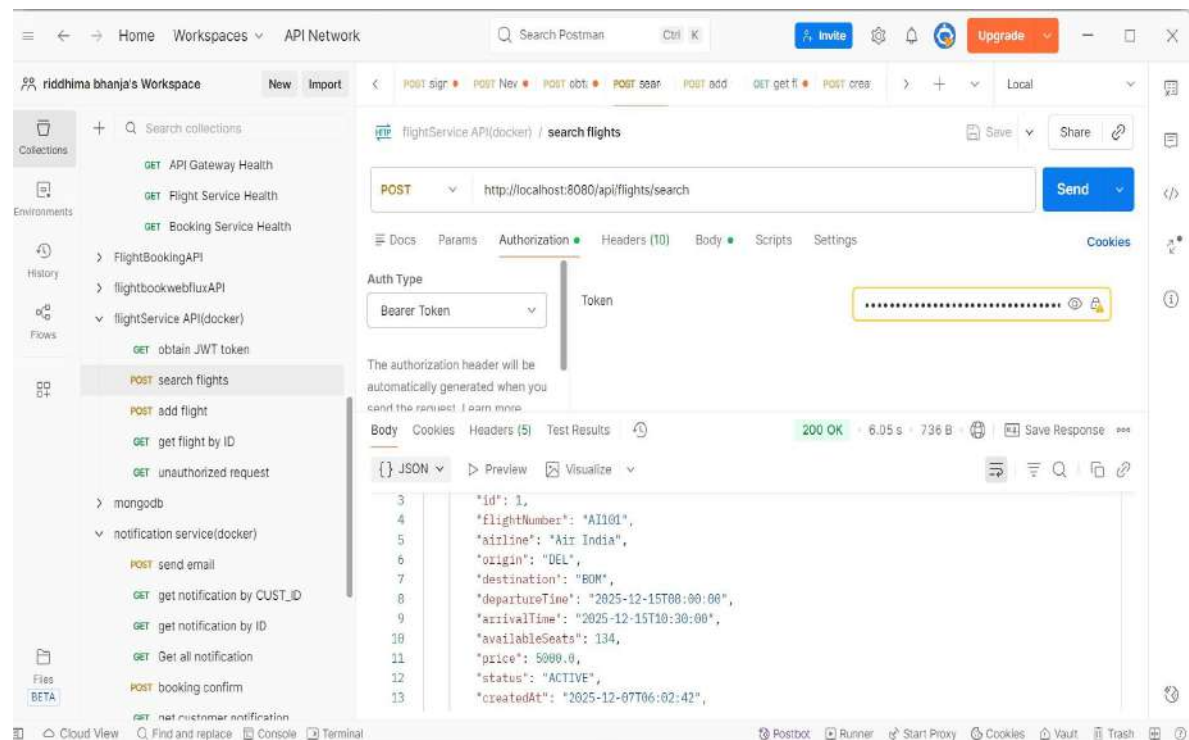 Home Workspaces API Network Search Postman Ctrl K Invite Upgrade
riddhima bhanja's Workspace New Import POST sigr POST Nev POST obt POST sear POST add GET get fl POST crea Local
Collections
Environments
History
Flows
Files
BETA
Search collections
GET API Gateway Health
GET Flight Service Health
GET Booking Service Health
FlightBookingAPI
flightbookwebfluxAPI
flightService API(docker)
GET obtain JWT token
POST search flights
POST add flight
GET get flight by ID
GET unauthorized request
mongodb
notification service(docker)
POST send email
GET get notification by CUST_ID
GET get notification by ID
GET Get all notification
POST booking confirm
GET get customer notification
HTTP flightService API(docker) / search flights Save Share
POST http://localhost:8080/api/flights/search Send
Docs Params Authorization Headers (10) Body Scripts Settings Cookies
Auth Type
Bearer Token Token
The authorization header will be
automatically generated when you
send the request. Learn more
Body Cookies Headers (5) Test Results 200 OK 6.05 s 736 B Save Response
{} JSON Preview Visualize
3 "id": 1,
4 "flightNumber": "AI101",
5 "airline": "Air India",
6 "origin": "DEL",
7 "destination": "BOM",
8 "departureTime": "2025-12-15T08:00:00",
9 "arrivalTime": "2025-12-15T10:30:00",
10 "availableSeats": 134,
11 "price": 5000.0,
12 "status": "ACTIVE",
13 "createdAt": "2025-12-07T06:02:42",
Cloud View Find and replace Console Terminal Postbot Runner Start Proxy Cookies Vault Trash